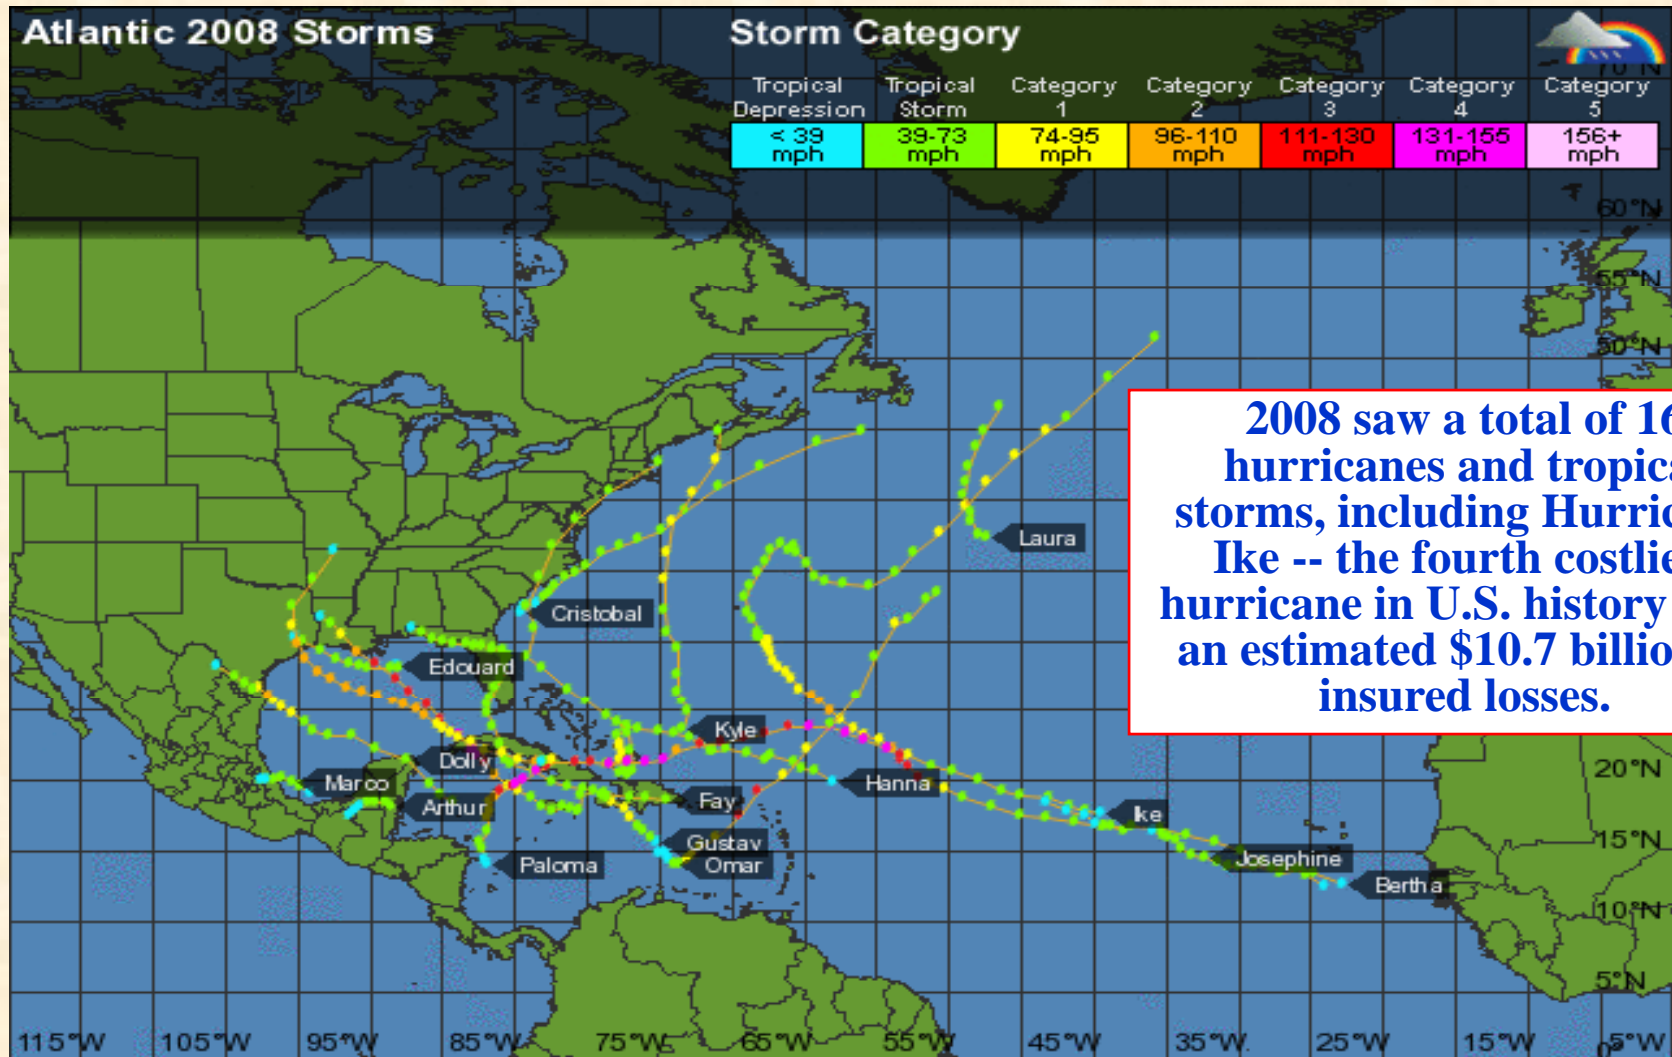 Atlantic 2008 Storms
Storm Category
Tropical Depression
Tropical Storm
Category 1
Category 2
Category 3
Category 4
Category 5
< 39 mph
39-73 mph
74-95 mph
96-110 mph
111-130 mph
131-155 mph
156+ mph
60°N
55°N
50°N
2008 saw a total of 16
hurricanes and
storms, including
Ike -- the fourth
hurricane in U.S. history
an estimated $10.7
insured losses.
Laura
Cristobal
Edouard
Kyle
Dolly
Marco
Hanna
20°N
Arthur
Fay
Ike
Gustav
15°N
Omar
Paloma
Josephine
Bertha
10°N
5°N
115°W 105°W 95°W 85°W 75°W 65°W 55°W 45°W 35°W 25°W 15°W 5°W